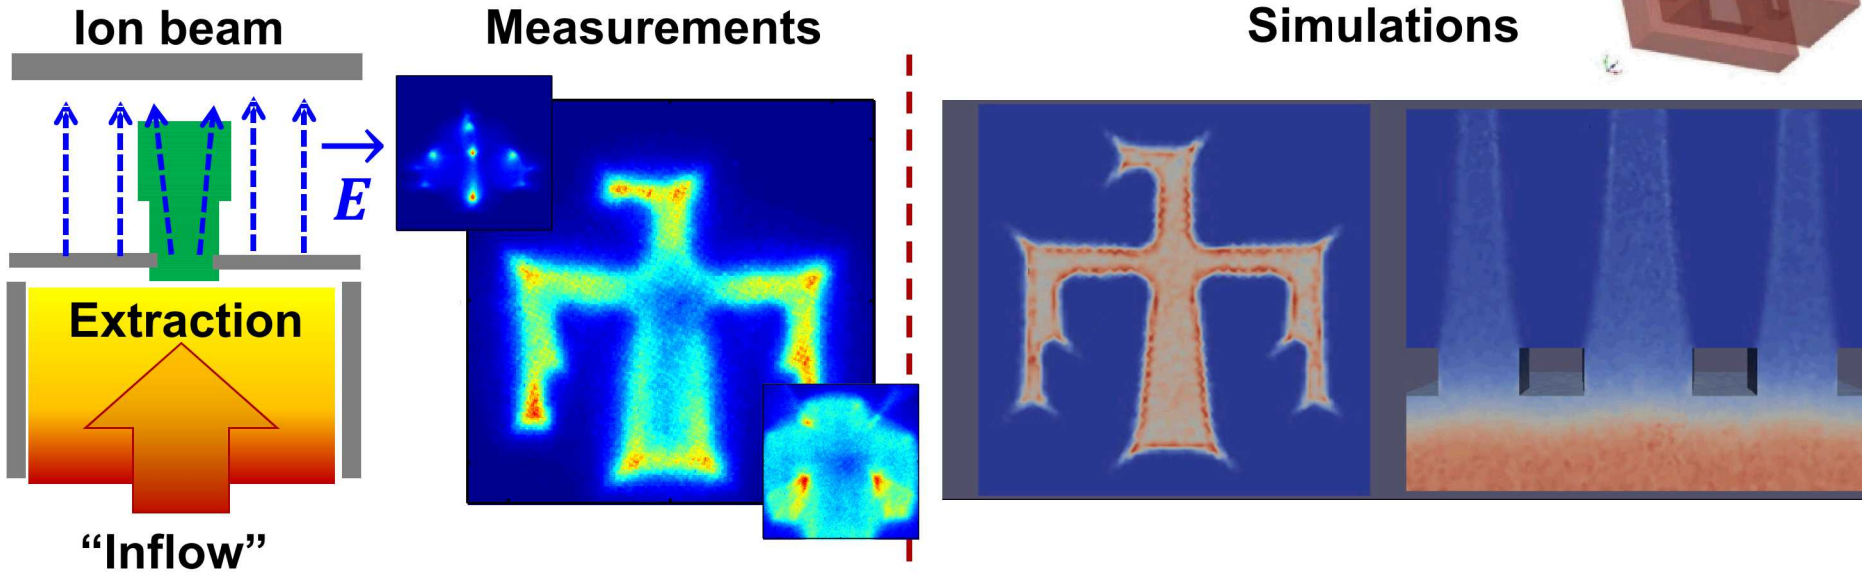 Ion beam
Measurements
Simulations
E
Extraction
“Inflow”